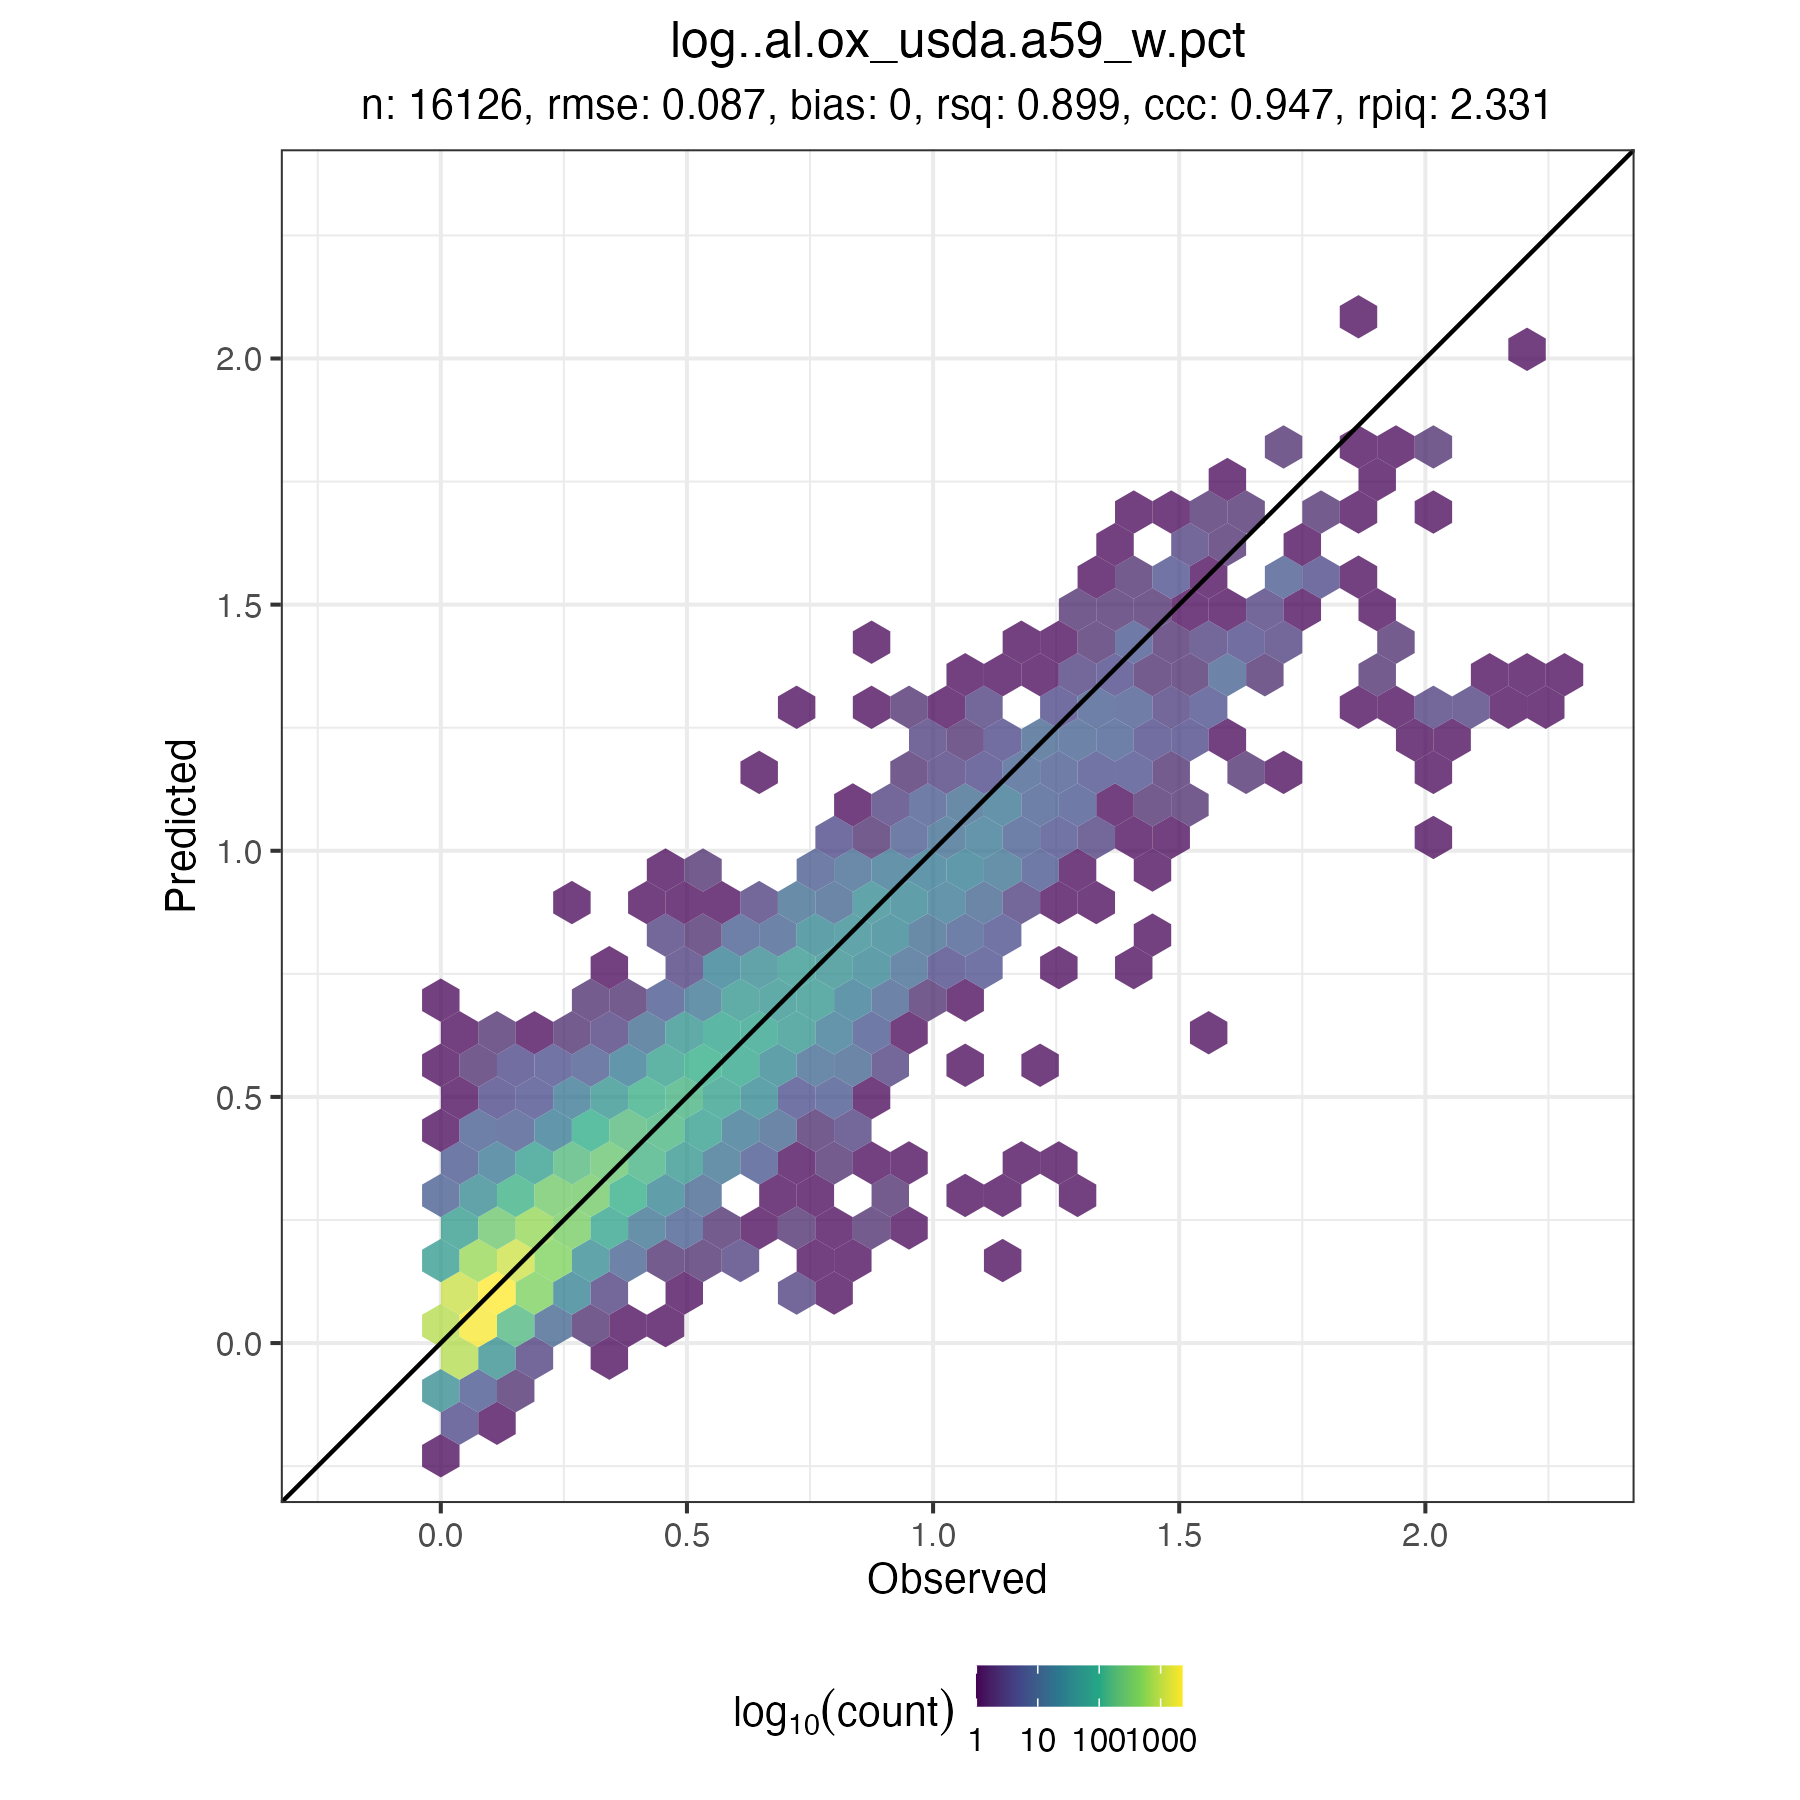 log..al.ox_usda.a59_w.pct
n: 16126, rmse: 0.087, bias: 0, rsq: 0.899, ccc: 0.947, rpiq: 2.331
Predicted
2.0
1.5
1.0
0.5
0.0
0.0 0.5 1.0 1.5 2.0
Observed
log₁₀(count)
1 10 100 1000